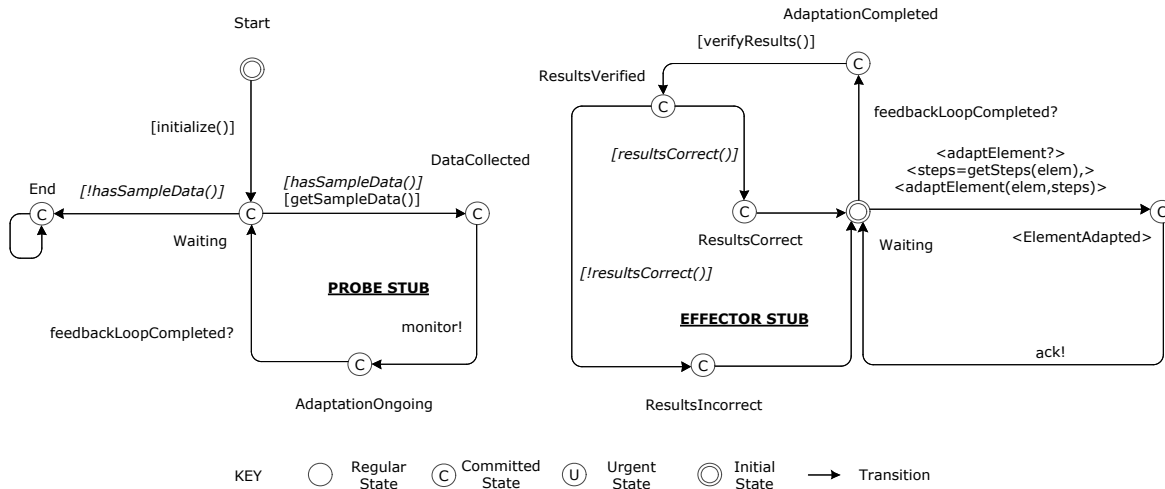 Start
[initialize()]
DataCollected
End
[!hasSampleData()]
[hasSampleData()]
[getSampleData()]
C
C
C
Waiting
PROBE STUB
feedbackLoopCompleted?
monitor!
C
AdaptationOngoing
AdaptationCompleted
[verifyResults()]
ResultsVerified
C
C
feedbackLoopCompleted?
[resultsCorrect()]
<adaptElement?>
<steps=getSteps(elem),>
<adaptElement(elem,steps)>
C
C
ResultsCorrect
Waiting
<ElementAdapted>
[!resultsCorrect()]
EFFECTOR STUB
ack!
C
ResultsIncorrect
KEY
Regular
State
C
Committed
State
U
Urgent
State
Initial
State
Transition